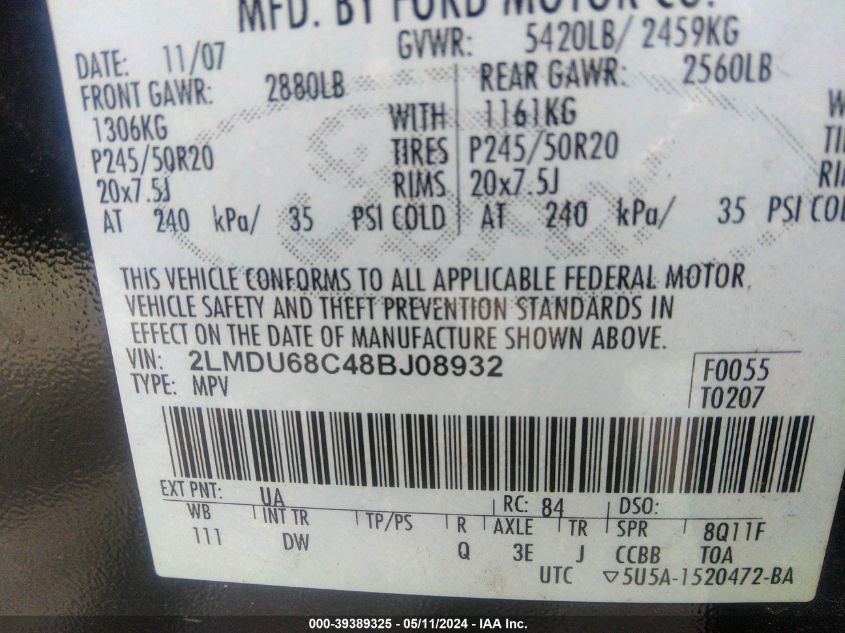 MFD. BY FORD MOTOR CO.
DATE: 11/07 GVWR: 5420LB/ 2459KG
FRONT GAWR: 2880LB REAR GAWR: 2560LB
1306KG WITH 1161KG
P245/50R20 TIRES P245/50R20
20x7.5J RIMS 20x7.5J
AT 240 kPa/ 35 PSI COLD AT 240 kPa/ 35 PSI COL
THIS VEHICLE CONFORMS TO ALL APPLICABLE FEDERAL MOTOR
VEHICLE SAFETY AND THEFT PREVENTION STANDARDS IN
EFFECT ON THE DATE OF MANUFACTURE SHOWN ABOVE.
VIN: 2LMDU68C48BJ08932 F0055
TYPE: MPV T0207
EXT PNT: UA RC: 84 DSO:
WB INT TR TP/PS R AXLE TR SPR 8Q11F
111 DW Q 3E J CCBB T0A
UTC ▽5U5A-1520472-BA
000-39389325 - 05/11/2024 - IAA Inc.